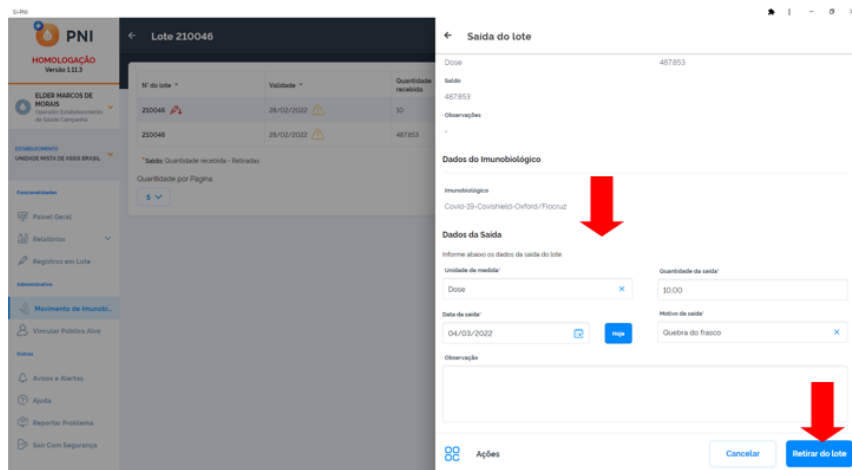 SI-PNI
PNI
HOMOLOGAÇÃO
Versão 1.11.3
ELDER MARCOS DE
MORAIS
Operador Estabelecimento
de Saúde Campanha
ESTABELECIMENTO
UNIDADE MISTA DE ASSIS BRASIL
Funcionalidades
Painel Geral
Relatórios
Registros em Lote
Administrativo
Movimento de Imunobi...
Vincular Público Alvo
Outros
Avisos e Alertas
Ajuda
Reportar Problema
Sair Com Segurança
Lote 210046
Nº do lote
Validade
Quantidade
recebida
210046
28/02/2022
10
210046
28/02/2022
487.853
*Saldo: Quantidade recebida - Retiradas
Quantidade por Página
5
Saída do lote
Dose
487.853
Saldo
487.853
Observações
-
Dados do Imunobiológico
Imunobiológico
Covid-19-Covishield-Oxford/Fiocruz
Dados da Saída
Informe abaixo os dados da saída do lote.
Unidade de medida*
Quantidade da saída*
Dose
10,00
Data da saída*
Motivo da saída*
04/03/2022
Hoje
Quebra do frasco
Observação
Ações
Cancelar
Retirar do lote